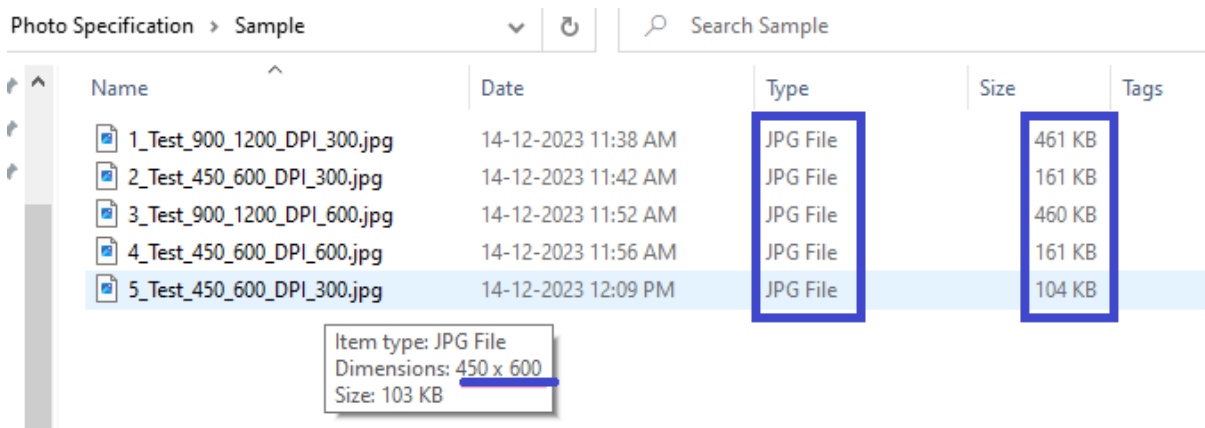 Photo Specification > Sample Search Sample
Name Date Type Size Tags
1_Test_900_1200_DPI_300.jpg 14-12-2023 11:38 AM JPG File 461 KB
2_Test_450_600_DPI_300.jpg 14-12-2023 11:42 AM JPG File 161 KB
3_Test_900_1200_DPI_600.jpg 14-12-2023 11:52 AM JPG File 460 KB
4_Test_450_600_DPI_600.jpg 14-12-2023 11:56 AM JPG File 161 KB
5_Test_450_600_DPI_300.jpg 14-12-2023 12:09 PM JPG File 104 KB
Item type: JPG File
Dimensions: 450 x 600
Size: 103 KB